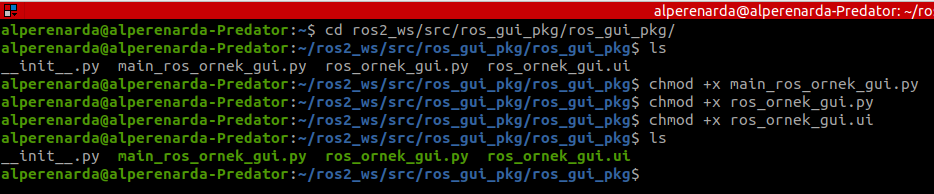 alperenarda@alperenarda-Predator: ~/ros
alperenarda@alperenarda-Predator:~$ cd ros2_ws/src/ros_gui_pkg/ros_gui_pkg/
alperenarda@alperenarda-Predator:~/ros2_ws/src/ros_gui_pkg/ros_gui_pkg$ ls
__init__.py  main_ros_ornek_gui.py  ros_ornek_gui.py  ros_ornek_gui.ui
alperenarda@alperenarda-Predator:~/ros2_ws/src/ros_gui_pkg/ros_gui_pkg$ chmod +x main_ros_ornek_gui.py
alperenarda@alperenarda-Predator:~/ros2_ws/src/ros_gui_pkg/ros_gui_pkg$ chmod +x ros_ornek_gui.py
alperenarda@alperenarda-Predator:~/ros2_ws/src/ros_gui_pkg/ros_gui_pkg$ chmod +x ros_ornek_gui.ui
alperenarda@alperenarda-Predator:~/ros2_ws/src/ros_gui_pkg/ros_gui_pkg$ ls
__init__.py  main_ros_ornek_gui.py  ros_ornek_gui.py  ros_ornek_gui.ui
alperenarda@alperenarda-Predator:~/ros2_ws/src/ros_gui_pkg/ros_gui_pkg$